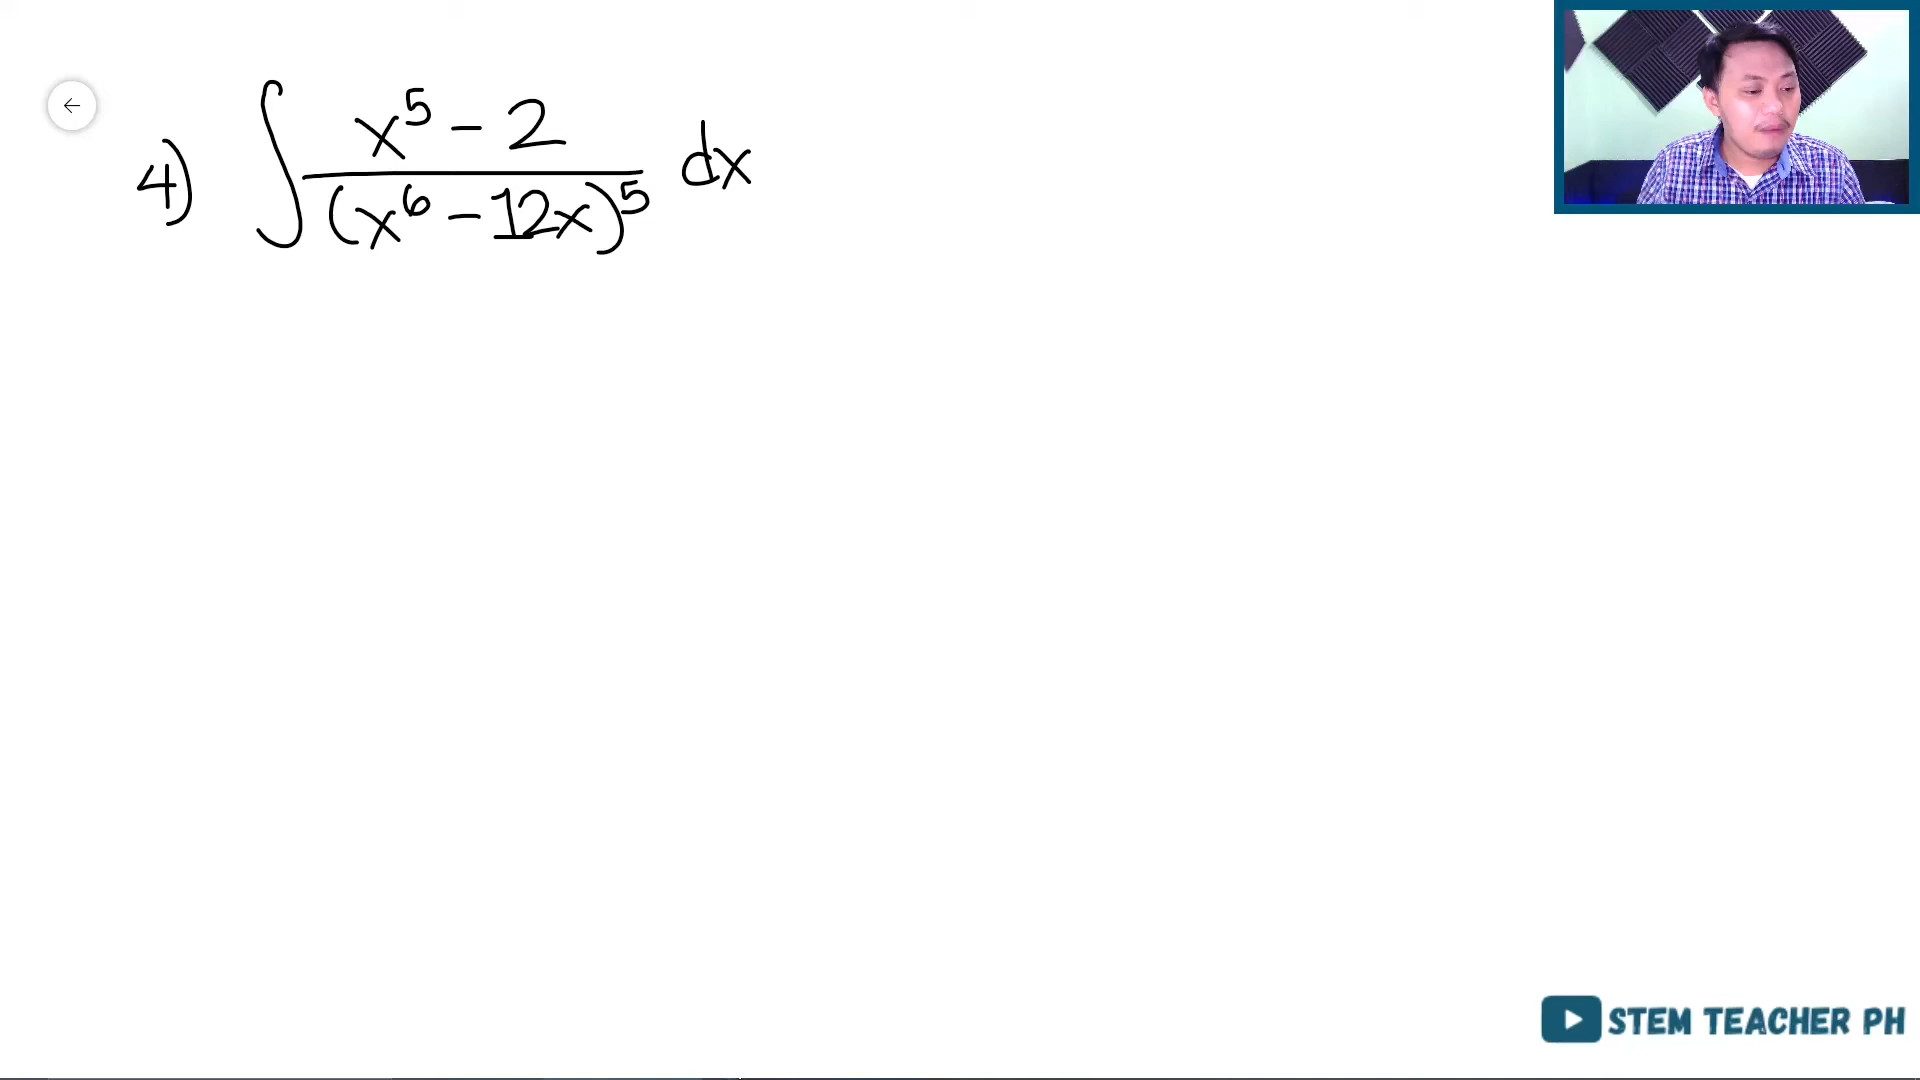 4) ∫ x⁵ - 2 / (x⁶ - 12x)⁵ dx
STEM TEACHER PH